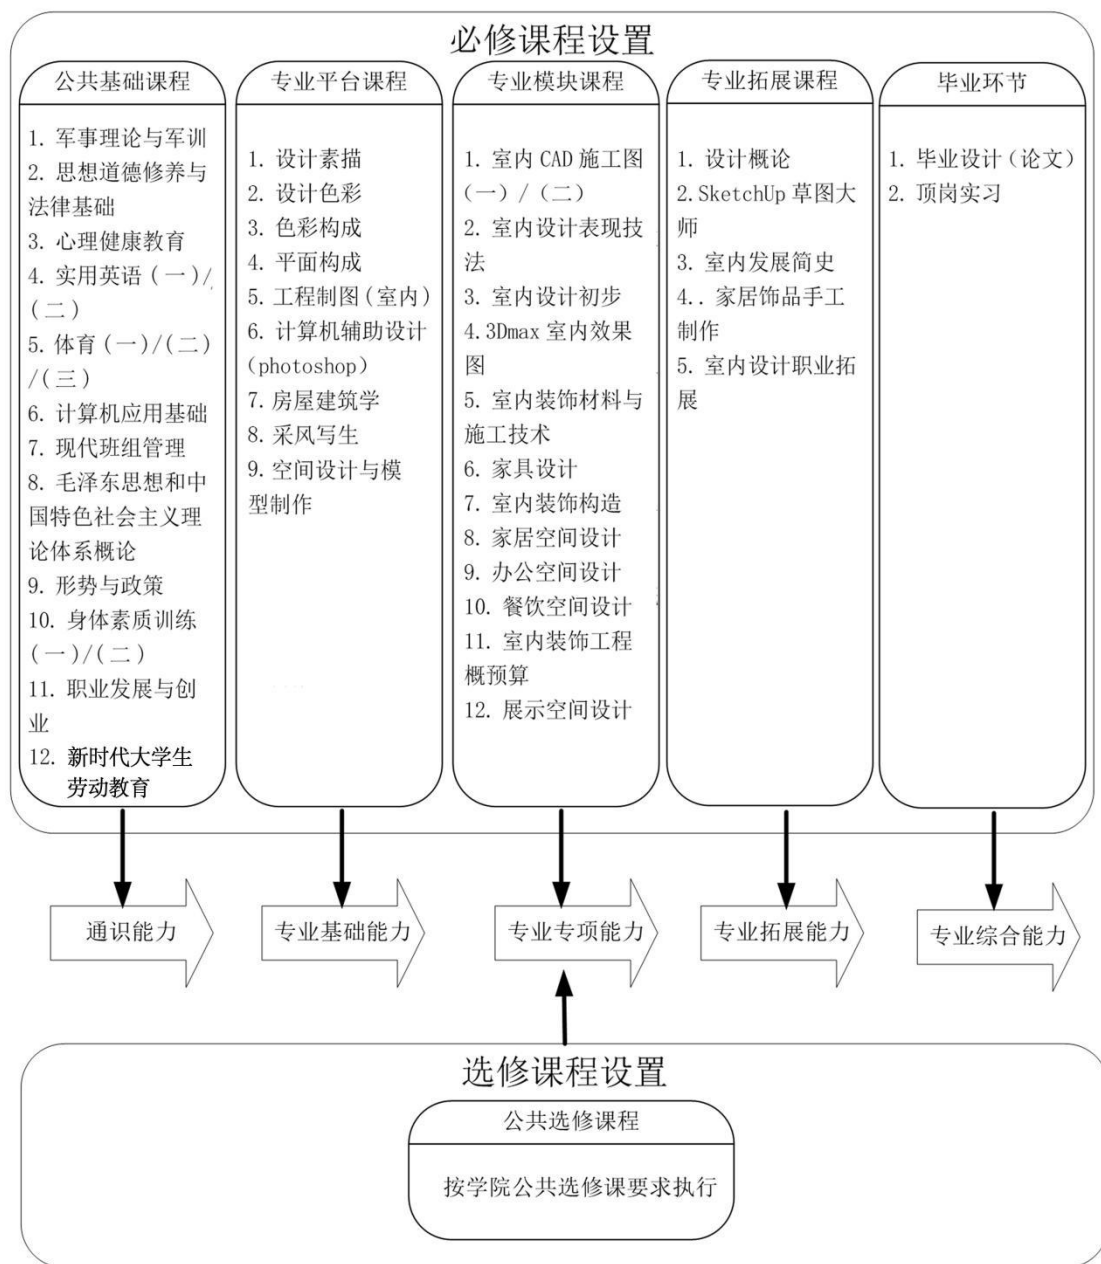 必修课程设置
公共基础课程
1. 军事理论与军训
2. 思想道德修养与
法律基础
3. 心理健康教育
4. 实用英语(一)/
(二)
5. 体育(一)/(二)
/(三)
6. 计算机应用基础
7. 现代班组管理
8. 毛泽东思想和中
国特色社会主义理
论体系概论
9. 形势与政策
10. 身体素质训练
(一)/(二)
11. 职业发展与创
业
12. 新时代大学生
劳动教育
专业平台课程
1. 设计素描
2. 设计色彩
3. 色彩构成
4. 平面构成
5. 工程制图(室内)
6. 计算机辅助设计
(photoshop)
7. 房屋建筑学
8. 采风写生
9. 空间设计与模
型制作
专业模块课程
1. 室内 CAD 施工图
(一) / (二)
2. 室内设计表现技
法
3. 室内设计初步
4.3Dmax 室内效果
图
5. 室内装饰材料与
施工技术
6. 家具设计
7. 室内装饰构造
8. 家居空间设计
9. 办公空间设计
10. 餐饮空间设计
11. 室内装饰工程
概预算
12. 展示空间设计
专业拓展课程
1. 设计概论
2.SketchUp 草图大
师
3. 室内发展简史
4.. 家居饰品手工
制作
5. 室内设计职业拓
展
毕业环节
1. 毕业设计(论文)
2. 顶岗实习
通识能力
专业基础能力
专业专项能力
专业拓展能力
专业综合能力
选修课程设置
公共选修课程
按学院公共选修课要求执行